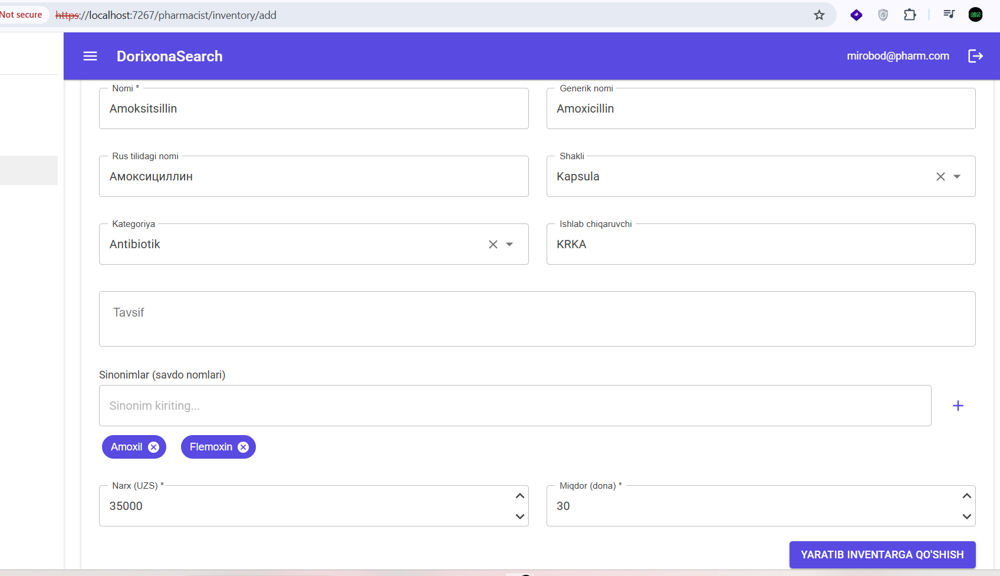 Not secure https://localhost:7267/pharmacist/inventory/add
DorixonaSearch mirobod@pharm.com
Nomi * Generik nomi
Amoksitsillin Amoxicillin
Rus tilidagi nomi Shakli
Амоксициллин Kapsula
Kategoriya Ishlab chiqaruvchi
Antibiotik KRKA
Tavsif
Sinonimlar (savdo nomlari)
Sinonim kiriting...
Amoxil Flemoxin
Narx (UZS) * Miqdor (dona) *
35000 30
YARATIB INVENTARGA QO'SHISH